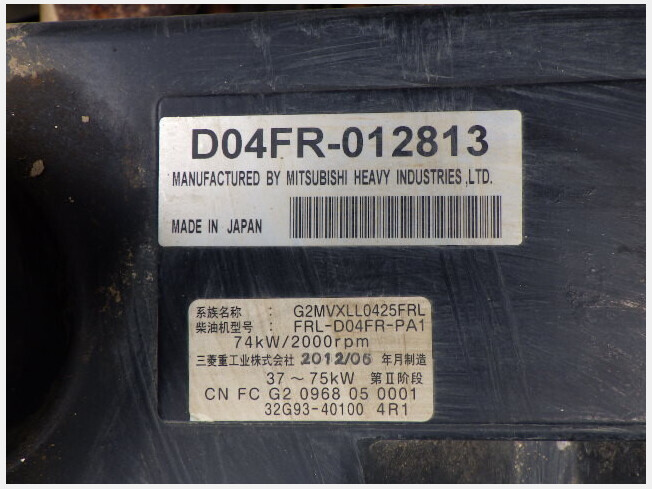 D04FR-012813
MANUFACTURED BY MITSUBISHI HEAVY INDUSTRIES,LTD.
MADE IN JAPAN
系族名称 : G2MVXLL0425FRL
柴油机型号 : FRL-D04FR-PA1
74kW/2000rpm
三菱重工业株式会社 2012/06 年月制造
37～75kW 第Ⅱ阶段
CN FC G2 0968 05 0001
32G93-40100 4R1